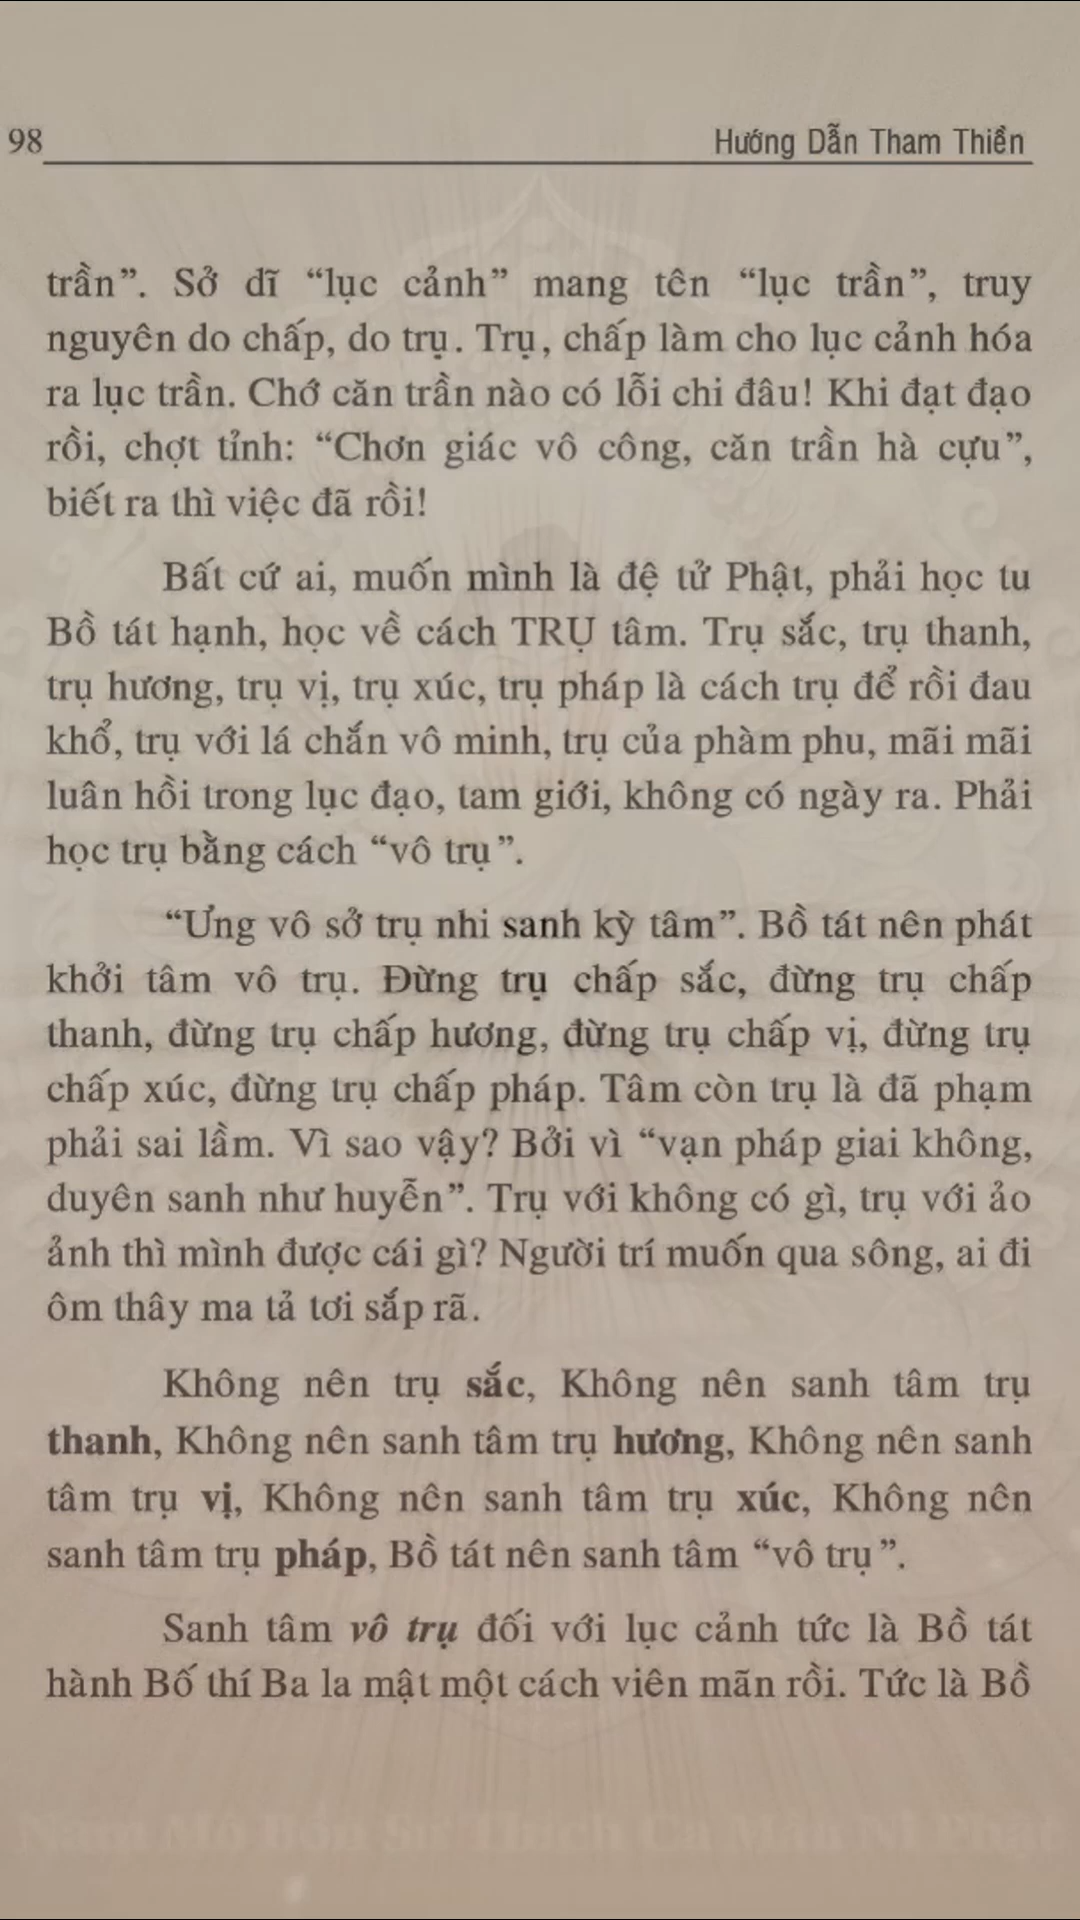 98
Hướng Dẫn Tham Thiền
trần”. Sở dĩ “lục cảnh” mang tên “lục trần”, truy
nguyên do chấp, do trụ. Trụ, chấp làm cho lục cảnh hóa
ra lục trần. Chớ căn trần nào có lỗi chi đâu! Khi đạt đạo
rồi, chợt tỉnh: “Chơn giác vô công, căn trần hà cựu”,
biết ra thì việc đã rồi!
Bất cứ ai, muốn mình là đệ tử Phật, phải học tu
Bồ tát hạnh, học về cách TRỤ tâm. Trụ sắc, trụ thanh,
trụ hương, trụ vị, trụ xúc, trụ pháp là cách trụ để rồi đau
khổ, trụ với lá chắn vô minh, trụ của phàm phu, mãi mãi
luân hồi trong lục đạo, tam giới, không có ngày ra. Phải
học trụ bằng cách “vô trụ”.
“Ưng vô sở trụ nhi sanh kỳ tâm”. Bồ tát nên phát
khởi tâm vô trụ. Đừng trụ chấp sắc, đừng trụ chấp
thanh, đừng trụ chấp hương, đừng trụ chấp vị, đừng trụ
chấp xúc, đừng trụ chấp pháp. Tâm còn trụ là đã phạm
phải sai lầm. Vì sao vậy? Bởi vì “vạn pháp giai không,
duyên sanh như huyễn”. Trụ với không có gì, trụ với ảo
ảnh thì mình được cái gì? Người trí muốn qua sông, ai đi
ôm thây ma tả tơi sắp rã.
Không nên trụ sắc, Không nên sanh tâm trụ
thanh, Không nên sanh tâm trụ hương, Không nên sanh
tâm trụ vị, Không nên sanh tâm trụ xúc, Không nên
sanh tâm trụ pháp, Bồ tát nên sanh tâm “vô trụ”.
Sanh tâm vô trụ đối với lục cảnh tức là Bồ tát
hành Bố thí Ba la mật một cách viên mãn rồi. Tức là Bồ
Nam Mô Bổn Sư Thích Ca Mâu Ni Phật